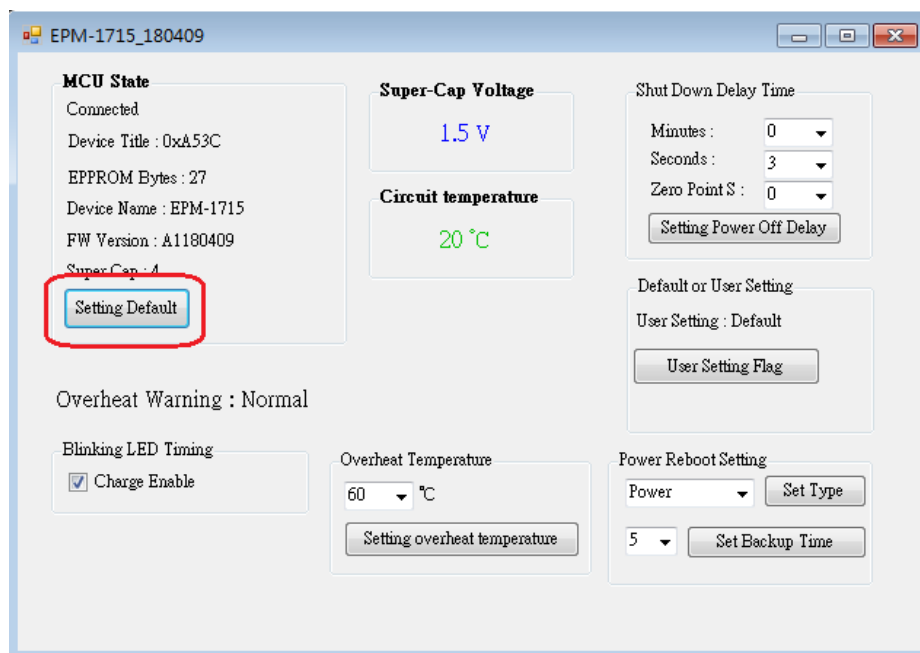 EPM-1715_180409
MCU State
Connected
Device Title : 0xA53C
EPPROM Bytes : 27
Device Name : EPM-1715
FW Version : A1180409
Super Cap : 4
Setting Default
Super-Cap Voltage
1.5 V
Circuit temperature
20 °C
Shut Down Delay Time
Minutes : 0
Seconds : 3
Zero Point S : 0
Setting Power Off Delay
Default or User Setting
User Setting : Default
User Setting Flag
Overheat Warning : Normal
Blinking LED Timing
Charge Enable
Overheat Temperature
60 °C
Setting overheat temperature
Power Reboot Setting
Power Set Type
5 Set Backup Time